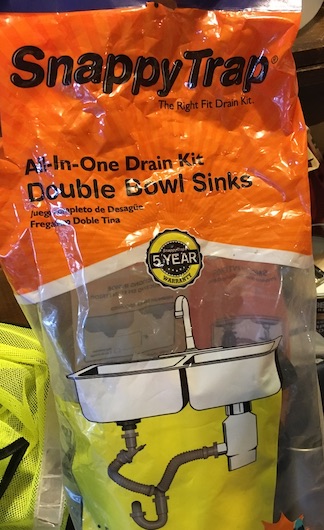 SnappyTrap®
The Right Fit Drain Kit.
All-In-One Drain Kit
Double Bowl Sinks
Juego Completo de Desagüe
Fregadero Doble Tina
5 YEAR
WARRANTY